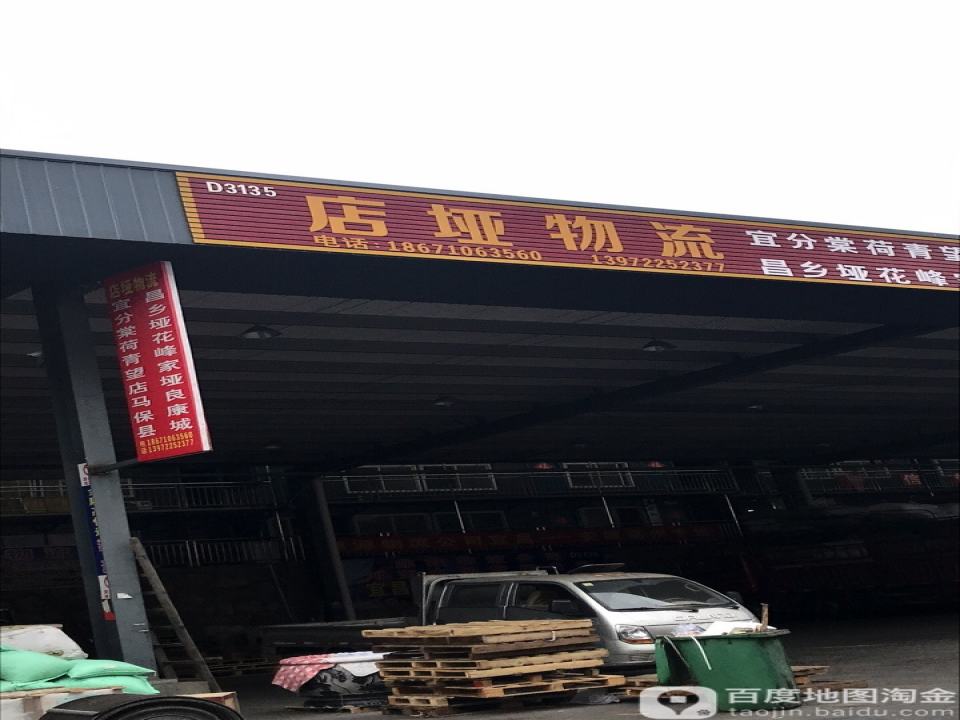 D3135
店垭物流
电话:18671063560 13972252377
宜分棠荷青望
昌乡垭花峰
店垭物流
宜分棠荷青望店马保县
昌乡垭花峰家垭良康城
18671063560
13972252377
百度地图淘金
taojin.baidu.com